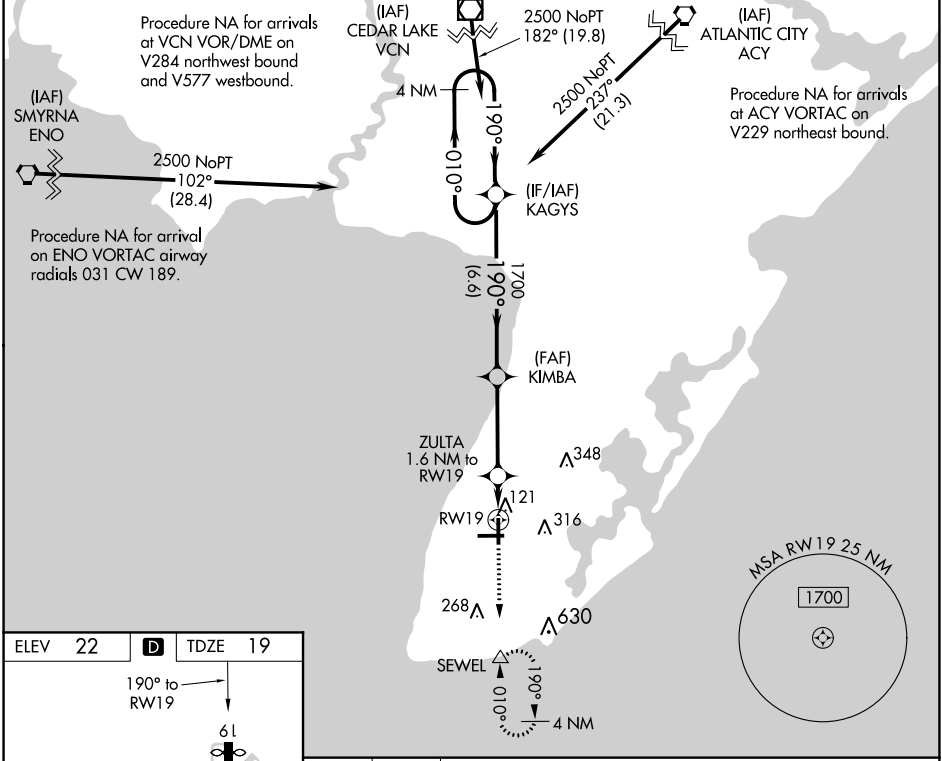 Procedure NA for arrivals
at VCN VOR/DME on
V284 northwest bound
and V577 westbound.
(IAF)
CEDAR LAKE
VCN
2500 NoPT
182° (19.8)
(IAF)
ATLANTIC CITY
ACY
2500 NoPT
237°
(21.3)
Procedure NA for arrivals
at ACY VORTAC on
V229 northeast bound.
(IAF)
SMYRNA
ENO
2500 NoPT
102°
(28.4)
Procedure NA for arrival
on ENO VORTAC airway
radials 031 CW 189.
4 NM
190°
010°
(IF/IAF)
KAGYS
1700
190°
(6.6)
(FAF)
KIMBA
ZULTA
1.6 NM to
RW19
348
121
RW19
316
268
630
SEWEL
010°
190°
4 NM
MSA RW19 25 NM
1700
ELEV 22
D
TDZE 19
190° to
RW19
19